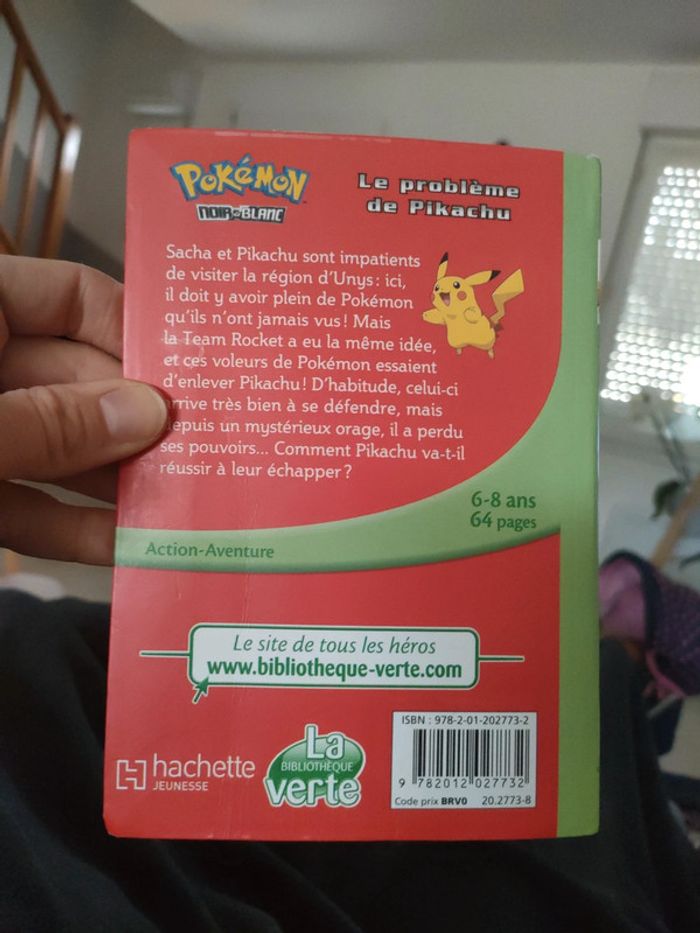 POKéMON
NOIR ET BLANC
Le problème
de Pikachu
Sacha et Pikachu sont impatients
de visiter la région d'Unys : ici,
il doit y avoir plein de Pokémon
qu'ils n'ont jamais vus ! Mais
la Team Rocket a eu la même idée,
et ces voleurs de Pokémon essaient
d'enlever Pikachu ! D'habitude, celui-ci
arrive très bien à se défendre, mais
depuis un mystérieux orage, il a perdu
ses pouvoirs... Comment Pikachu va-t-il
réussir à leur échapper ?
6-8 ans
64 pages
Action-Aventure
Le site de tous les héros
www.bibliotheque-verte.com
hachette
JEUNESSE
La
BIBLIOTHÈQUE
verte
ISBN : 978-2-01-202773-2
9 782012 027732
Code prix BRV0 20.2773-8